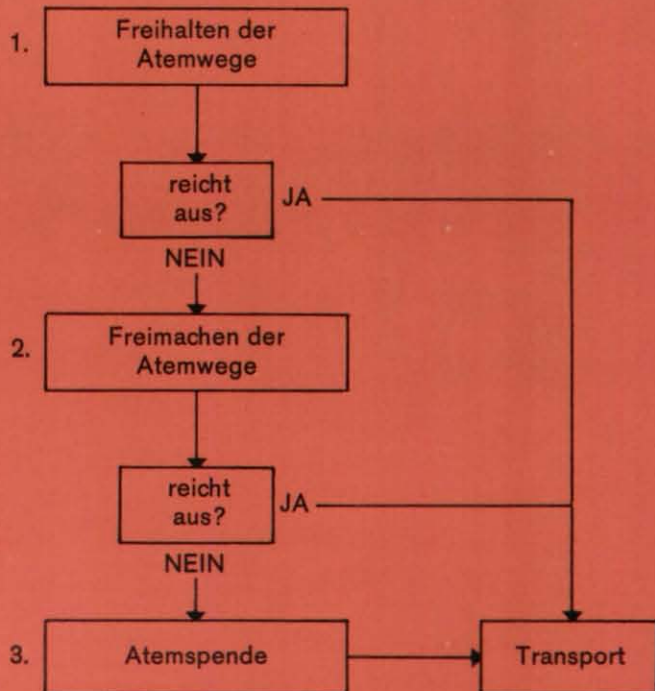 1. Freihalten der
Atemwege
reicht
aus?
JA
NEIN
2. Freimachen der
Atemwege
reicht
aus?
JA
NEIN
3. Atemspende
Transport